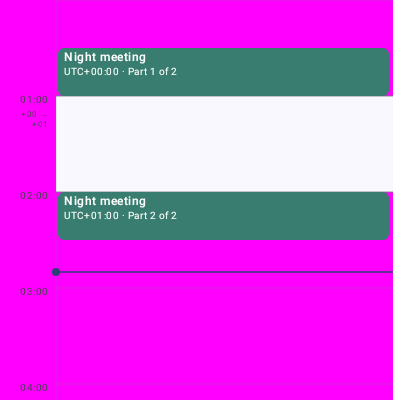 Night meeting
UTC+00:00 · Part 1 of 2
01:00
+00
+01
02:00
Night meeting
UTC+01:00 · Part 2 of 2
03:00
04:00